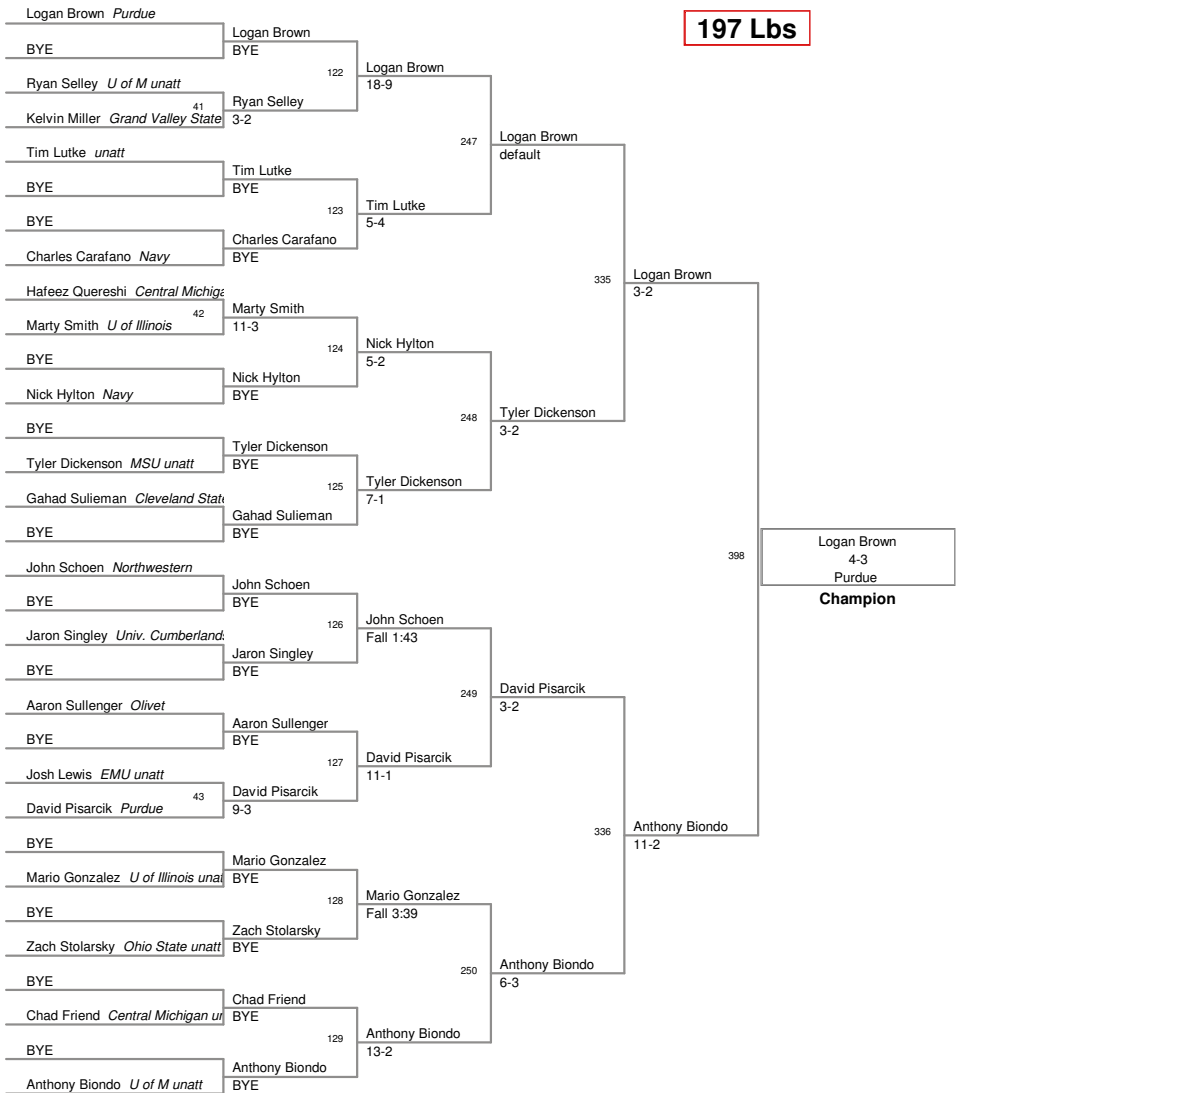 197 Lbs
Logan Brown Purdue
BYE
Ryan Selley U of M unatt
41
Kelvin Miller Grand Valley State
Tim Lutke unatt
BYE
BYE
Charles Carafano Navy
Hafeez Quereshi Central Michiga
42
Marty Smith U of Illinois
BYE
Nick Hylton Navy
BYE
Tyler Dickenson MSU unatt
Gahad Sulieman Cleveland State
BYE
John Schoen Northwestern
BYE
Jaron Singley Univ. Cumberlands
BYE
Aaron Sullenger Olivet
BYE
Josh Lewis EMU unatt
43
David Pisarcik Purdue
BYE
Mario Gonzalez U of Illinois unat
BYE
Zach Stolarsky Ohio State unatt
BYE
Chad Friend Central Michigan un
BYE
Anthony Biondo U of M unatt
Logan Brown
BYE
122
Ryan Selley
3-2
Tim Lutke
BYE
123
Charles Carafano
BYE
Marty Smith
11-3
124
Nick Hylton
BYE
Tyler Dickenson
BYE
125
Gahad Sulieman
BYE
John Schoen
BYE
126
Jaron Singley
BYE
Aaron Sullenger
BYE
127
David Pisarcik
9-3
Mario Gonzalez
BYE
128
Zach Stolarsky
BYE
Chad Friend
BYE
129
Anthony Biondo
BYE
Logan Brown
18-9
247
Tim Lutke
5-4
Nick Hylton
5-2
248
Tyler Dickenson
7-1
John Schoen
Fall 1:43
249
David Pisarcik
11-1
Mario Gonzalez
Fall 3:39
250
Anthony Biondo
13-2
Logan Brown
default
335
Tyler Dickenson
3-2
David Pisarcik
3-2
336
Anthony Biondo
6-3
Logan Brown
3-2
398
Anthony Biondo
11-2
Logan Brown
4-3
Purdue
Champion